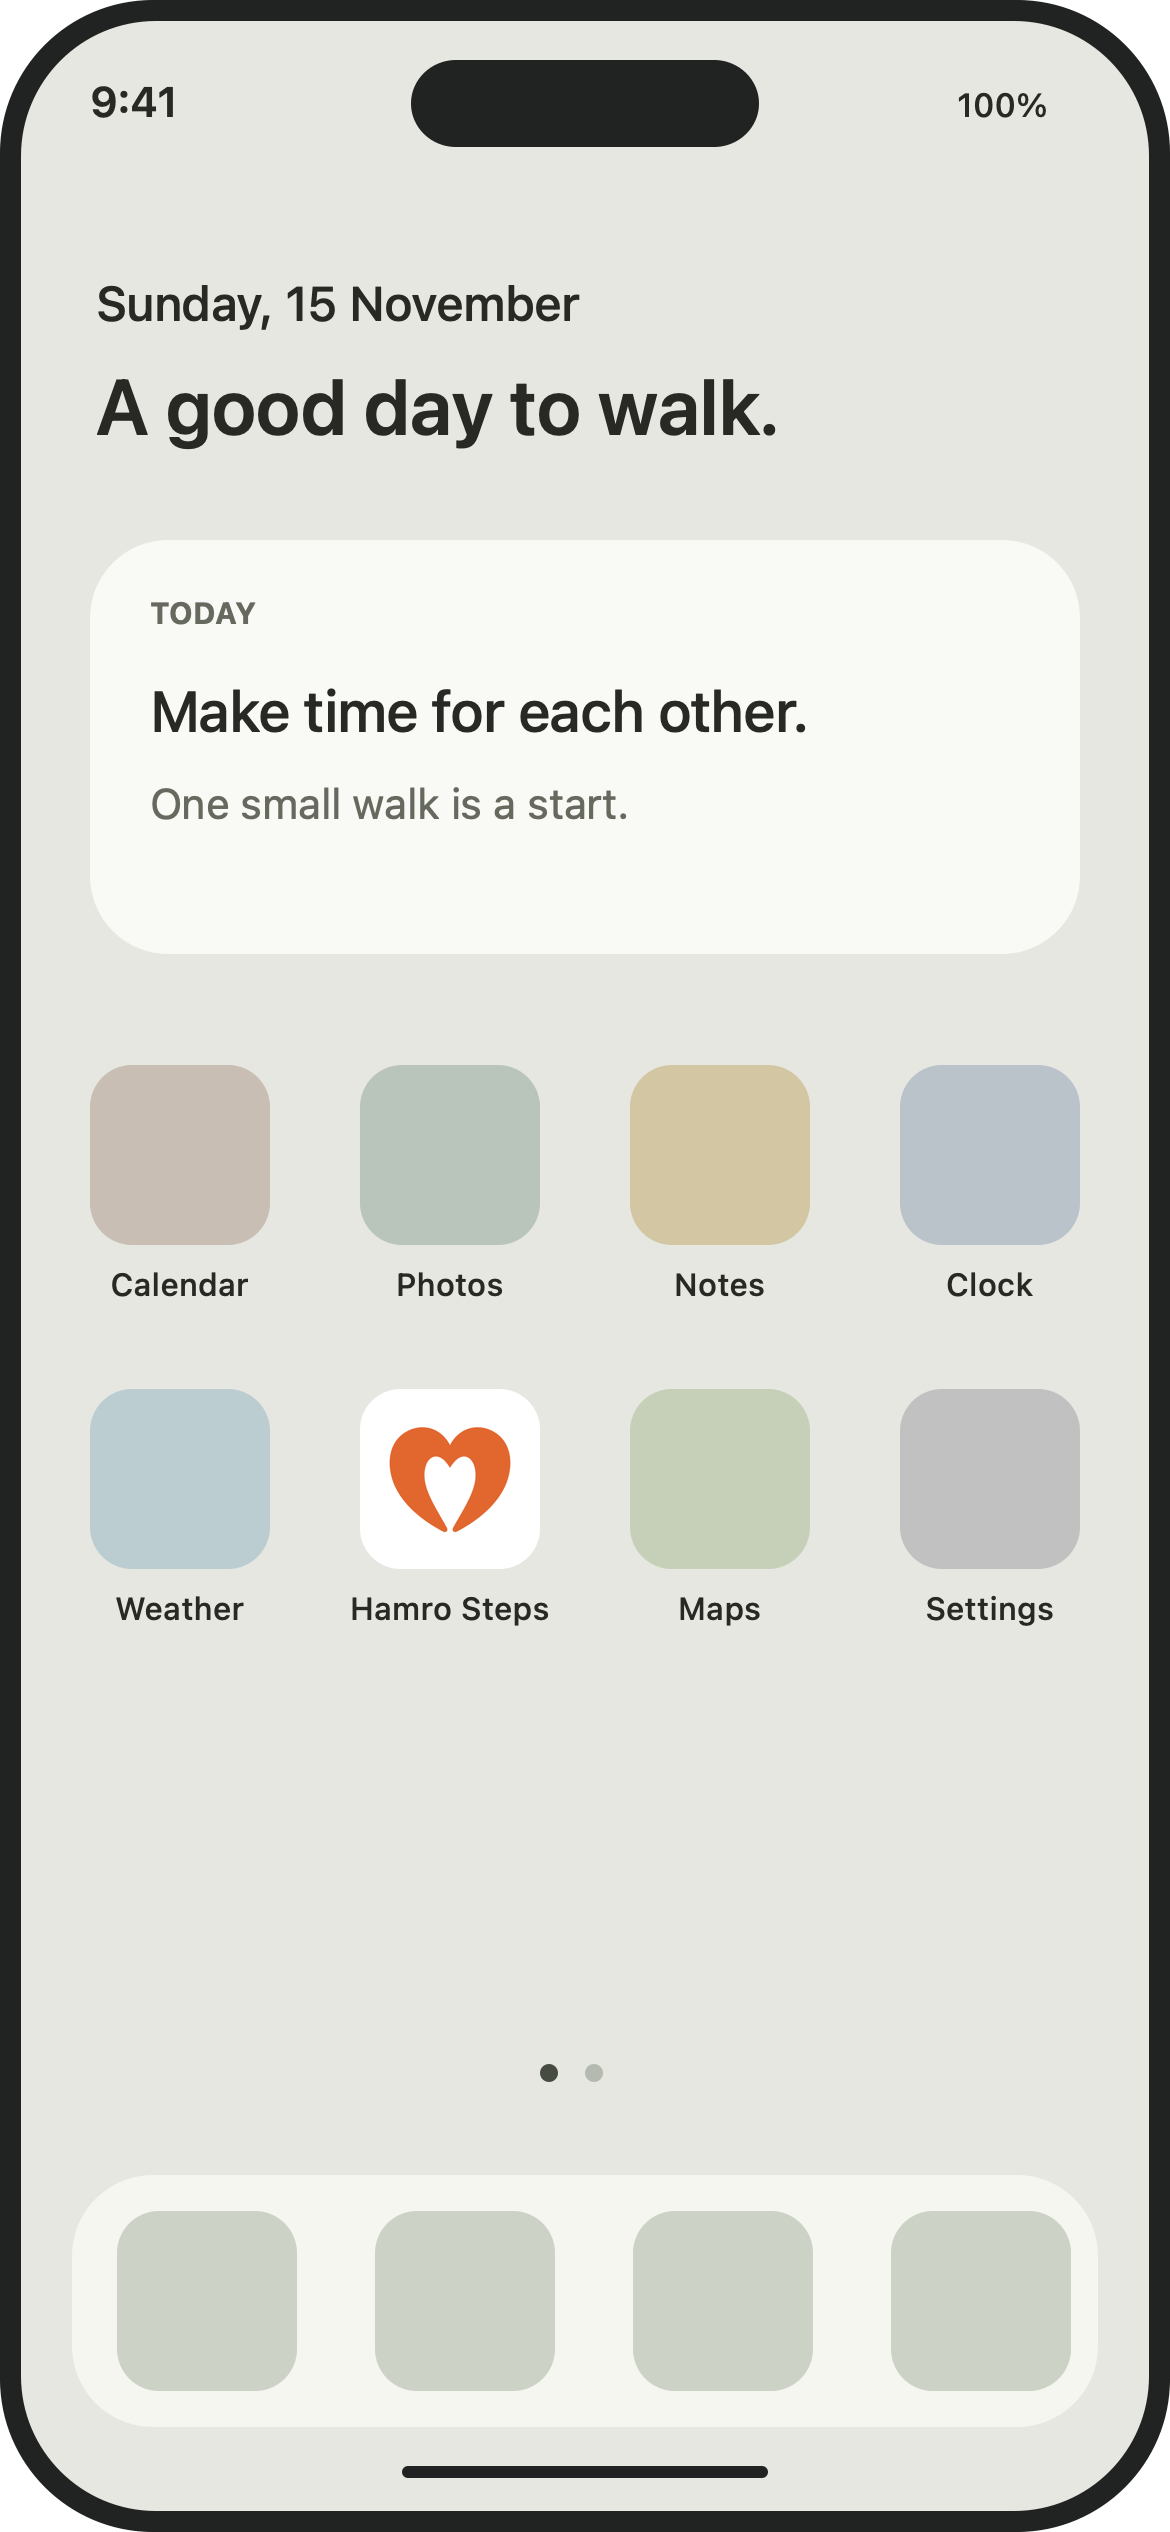 9:41
100%
Sunday, 15 November
A good day to walk.
TODAY
Make time for each other.
One small walk is a start.
Calendar
Photos
Notes
Clock
Weather
Hamro Steps
Maps
Settings